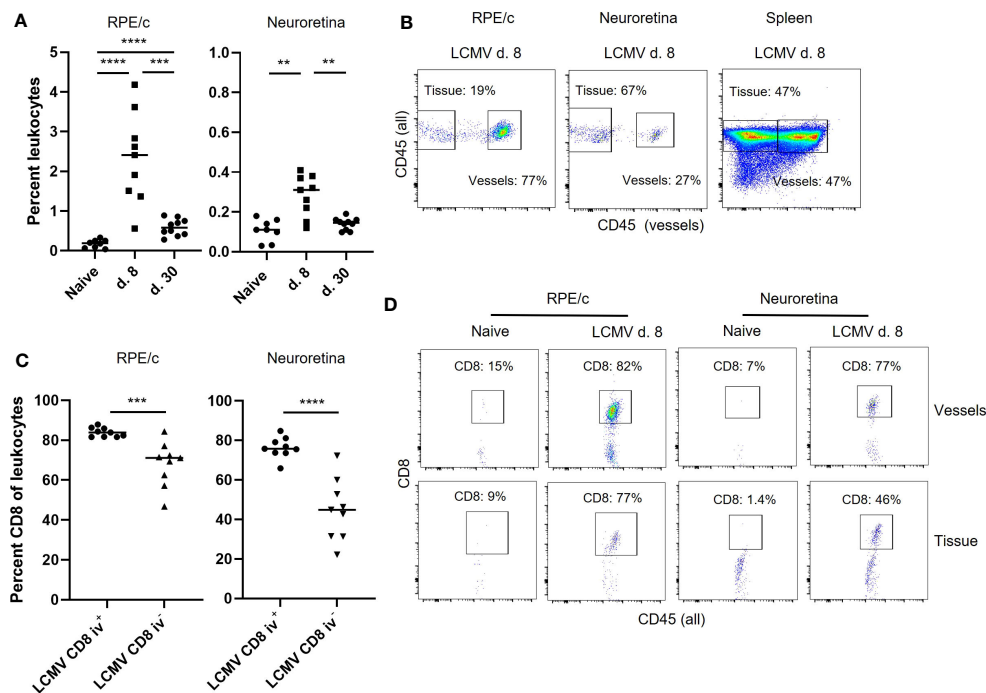 A
RPE/c
Neuroretina
****
****
***
**
**
Percent leukocytes
5
4
3
2
1
0
1.0
0.8
0.6
0.4
0.2
0.0
Naive
d. 8
d. 30
Naive
d. 8
d. 30
B
RPE/c
Neuroretina
Spleen
LCMV d. 8
LCMV d. 8
LCMV d. 8
Tissue: 19%
Tissue: 67%
Tissue: 47%
Vessels: 77%
Vessels: 27%
Vessels: 47%
CD45 (all)
CD45 (vessels)
C
RPE/c
Neuroretina
***
****
Percent CD8 of leukocytes
100
80
60
40
20
0
100
80
60
40
20
0
LCMV CD8 iv+
LCMV CD8 iv-
LCMV CD8 iv+
LCMV CD8 iv-
D
RPE/c
Neuroretina
Naive
LCMV d. 8
Naive
LCMV d. 8
CD8: 15%
CD8: 82%
CD8: 7%
CD8: 77%
Vessels
CD8
CD8: 9%
CD8: 77%
CD8: 1.4%
CD8: 46%
Tissue
CD45 (all)